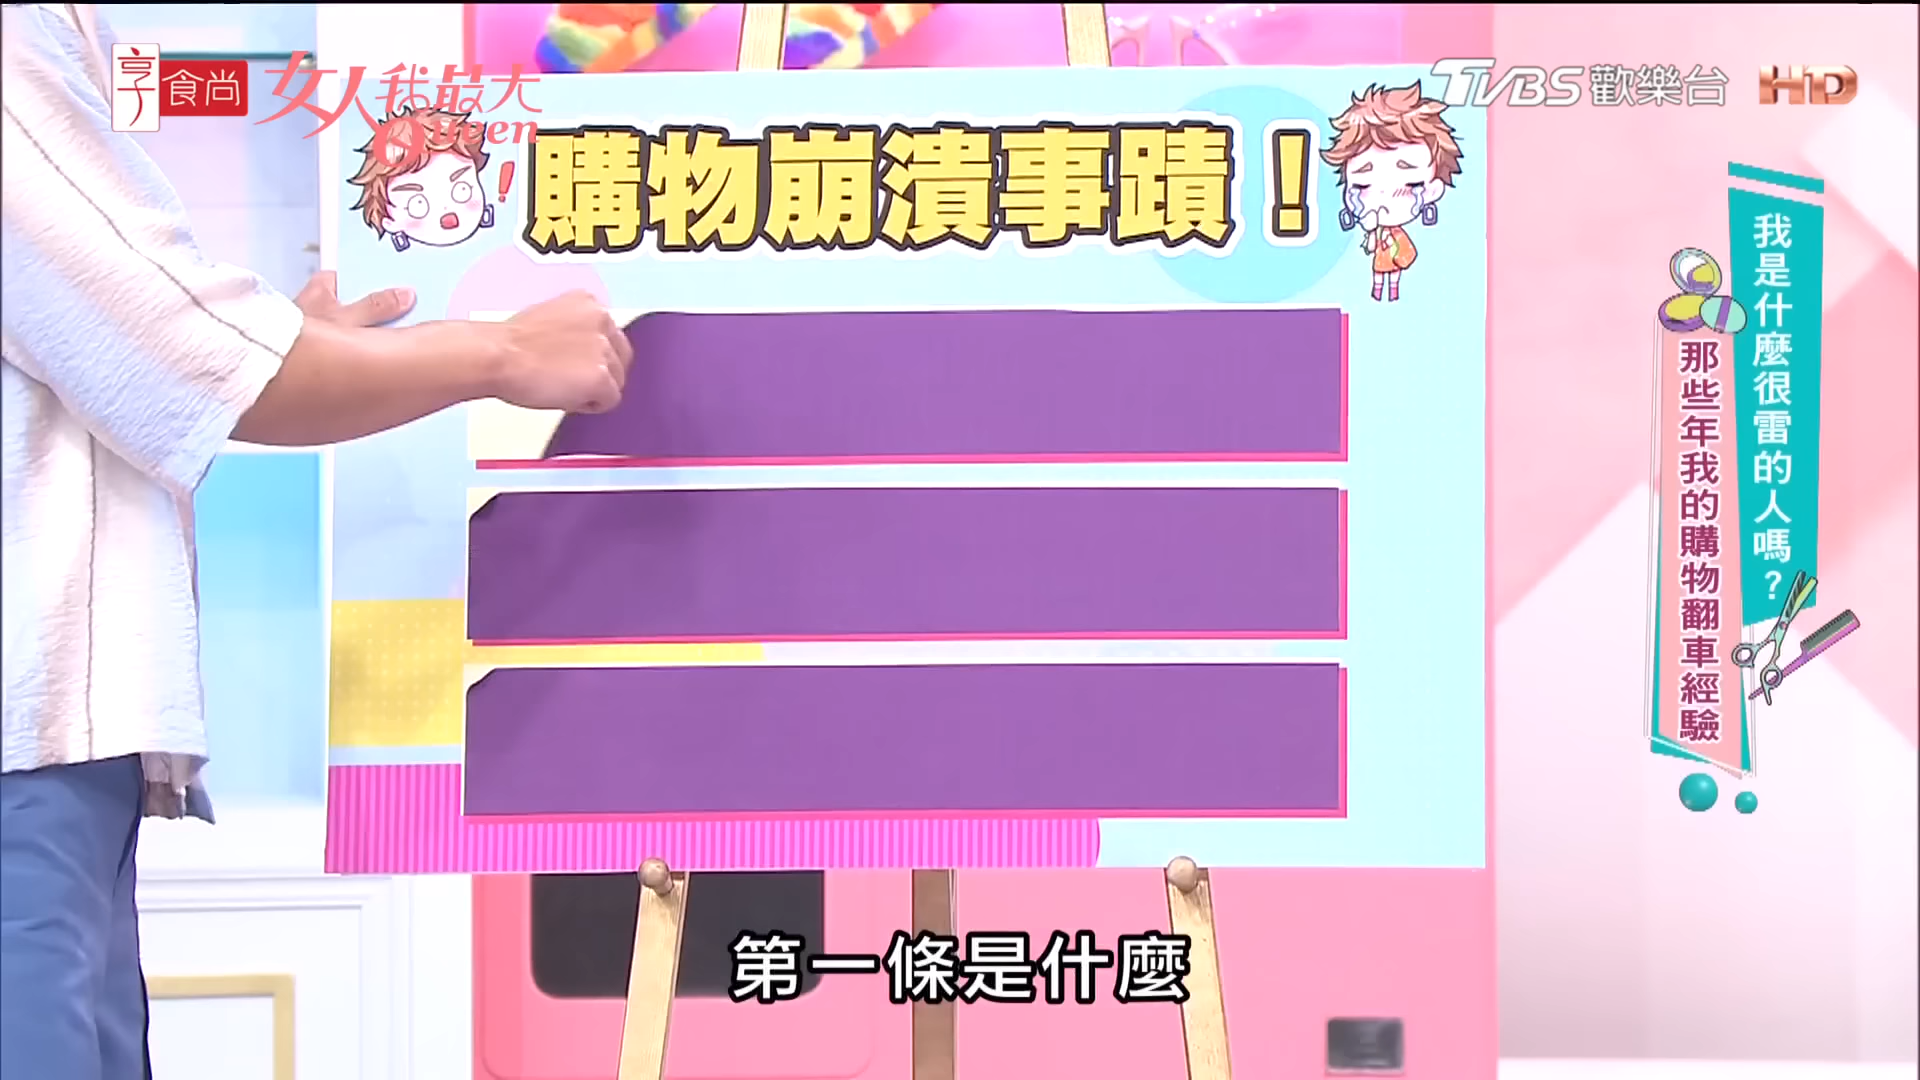 享食尚
女人我最大
Queen
TVBS歡樂台 HD
!
購物崩潰事蹟！
我是什麼很雷的人嗎？
那些年我的購物翻車經驗
第一條是什麼